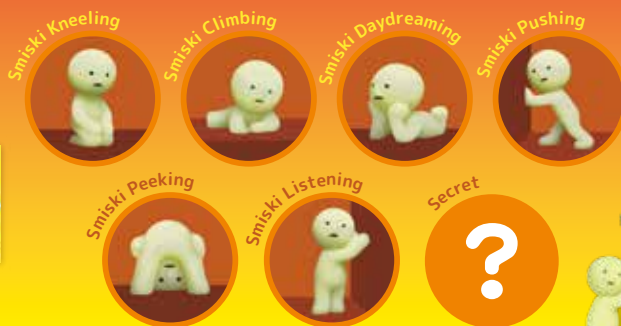 Smiski Kneeling
Smiski Climbing
Smiski Daydreaming
Smiski Pushing
Smiski Peeking
Smiski Listening
Secret
?